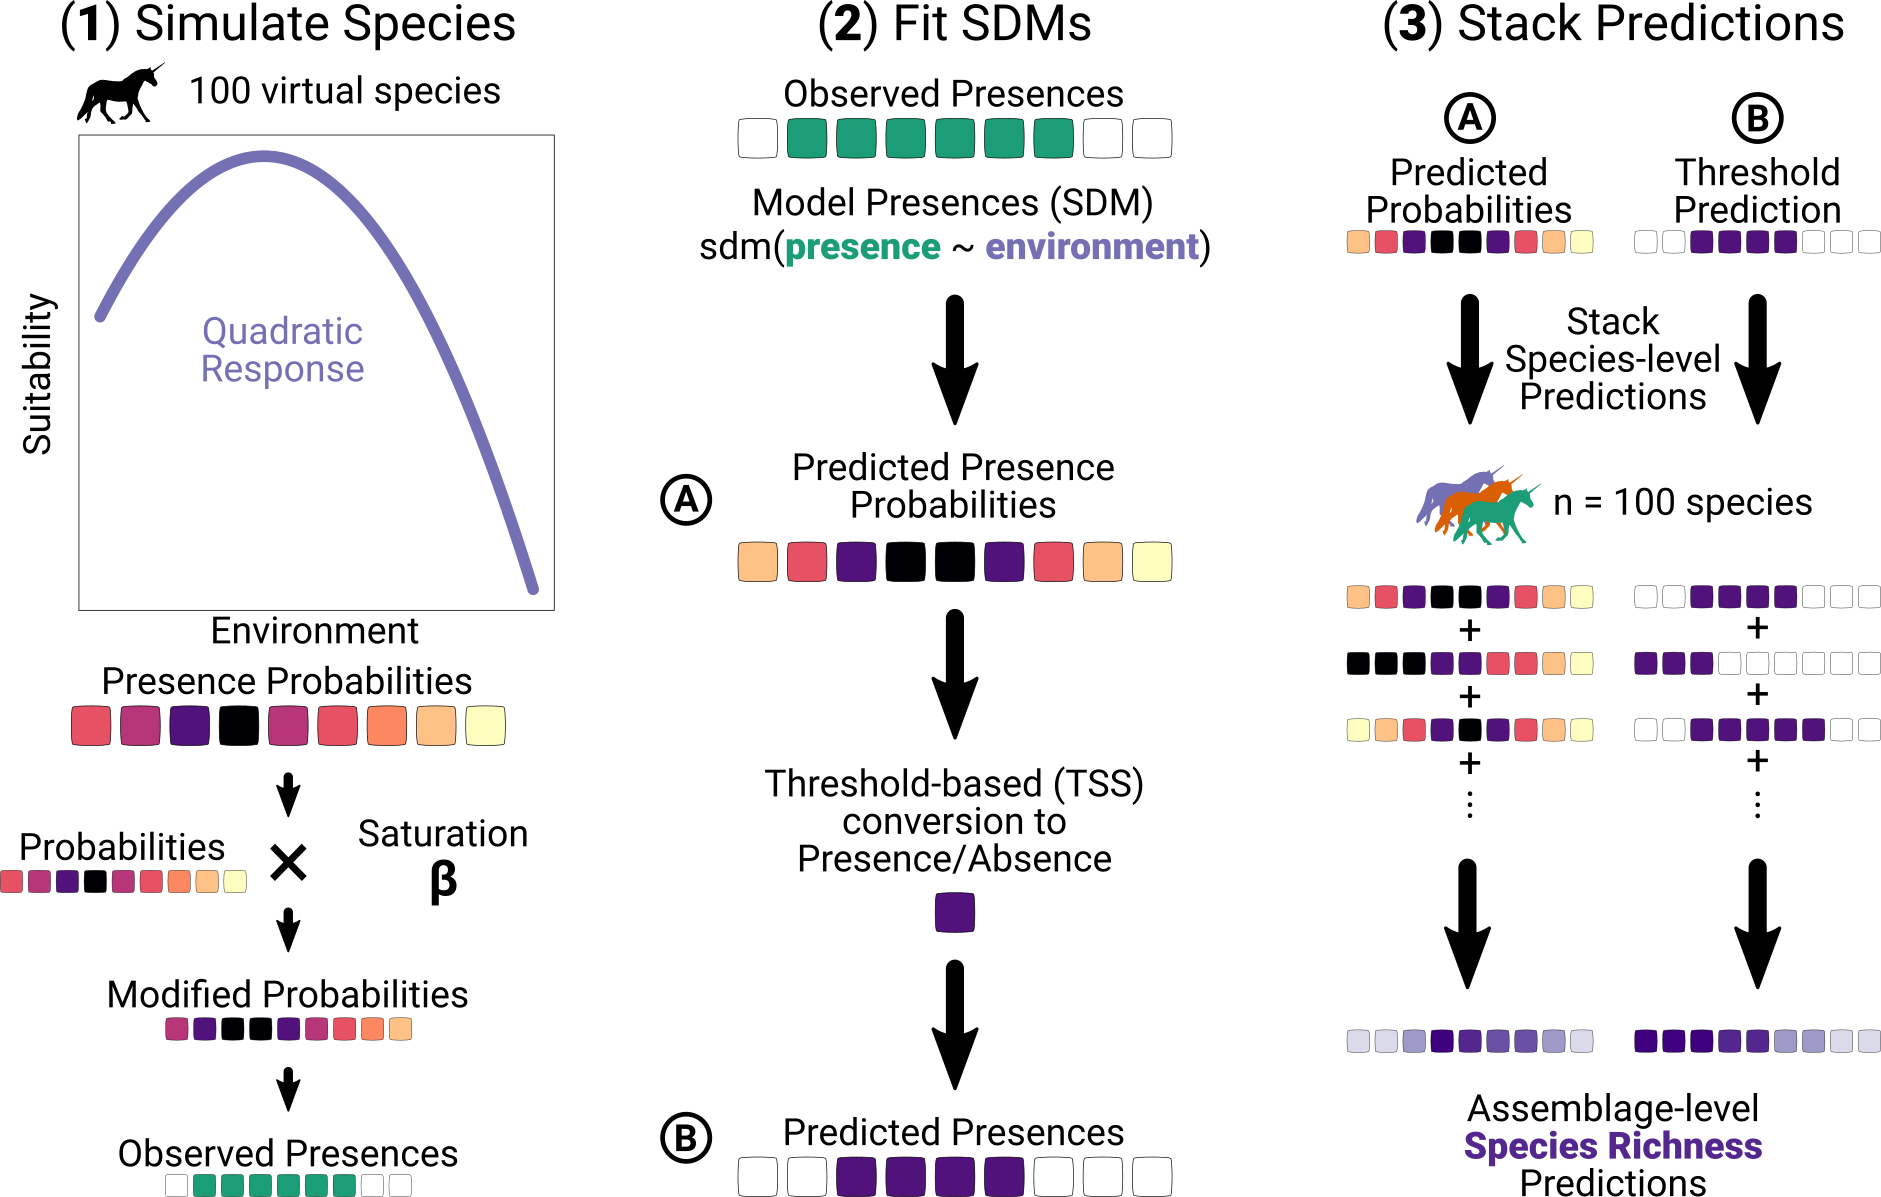 (1) Simulate Species
100 virtual species
Suitability
Quadratic
Response
Environment
Presence Probabilities
Probabilities
×
Saturation
β
Modified Probabilities
Observed Presences
(2) Fit SDMs
Observed Presences
Model Presences (SDM)
sdm(presence ~ environment)
A
Predicted Presence
Probabilities
Threshold-based (TSS)
conversion to
Presence/Absence
B
Predicted Presences
(3) Stack Predictions
A
Predicted
Probabilities
B
Threshold
Prediction
Stack
Species-level
Predictions
n = 100 species
+ +
+ +
+ +
⋮ ⋮
Assemblage-level
Species Richness
Predictions